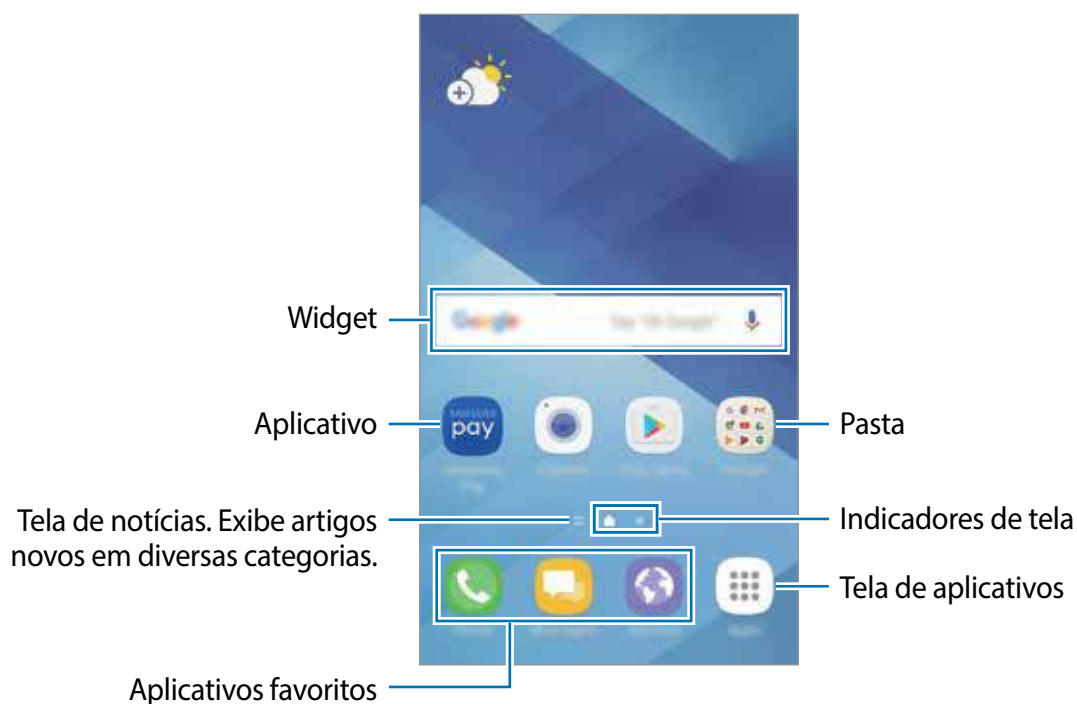 Widget
Google
Aplicativo
pay
Pasta
Tela de notícias. Exibe artigos
novos em diversas categorias.
Indicadores de tela
Tela de aplicativos
Aplicativos favoritos